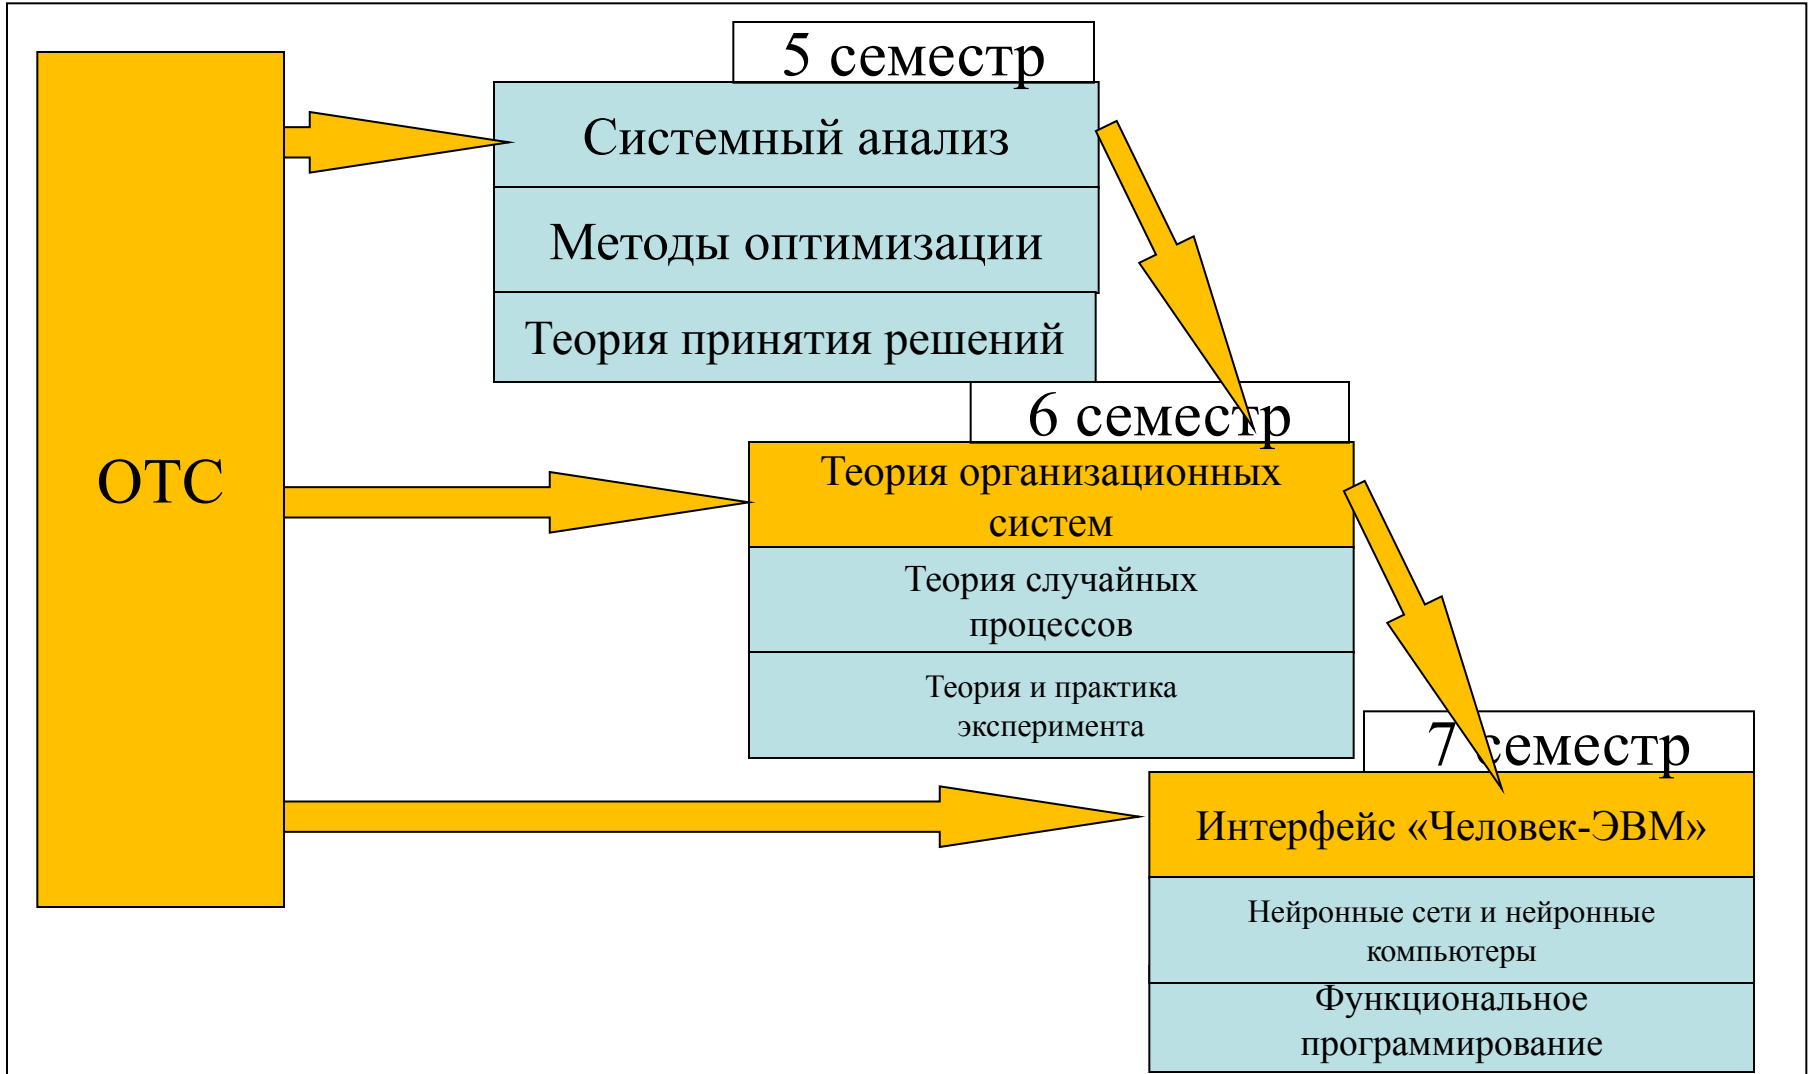 ОТС
5 семестр
Системный анализ
Методы оптимизации
Теория принятия решений
6 семестр
Теория организационных
систем
Теория случайных
процессов
Теория и практика
эксперимента
7 семестр
Интерфейс «Человек-ЭВМ»
Нейронные сети и нейронные
компьютеры
Функциональное
программирование